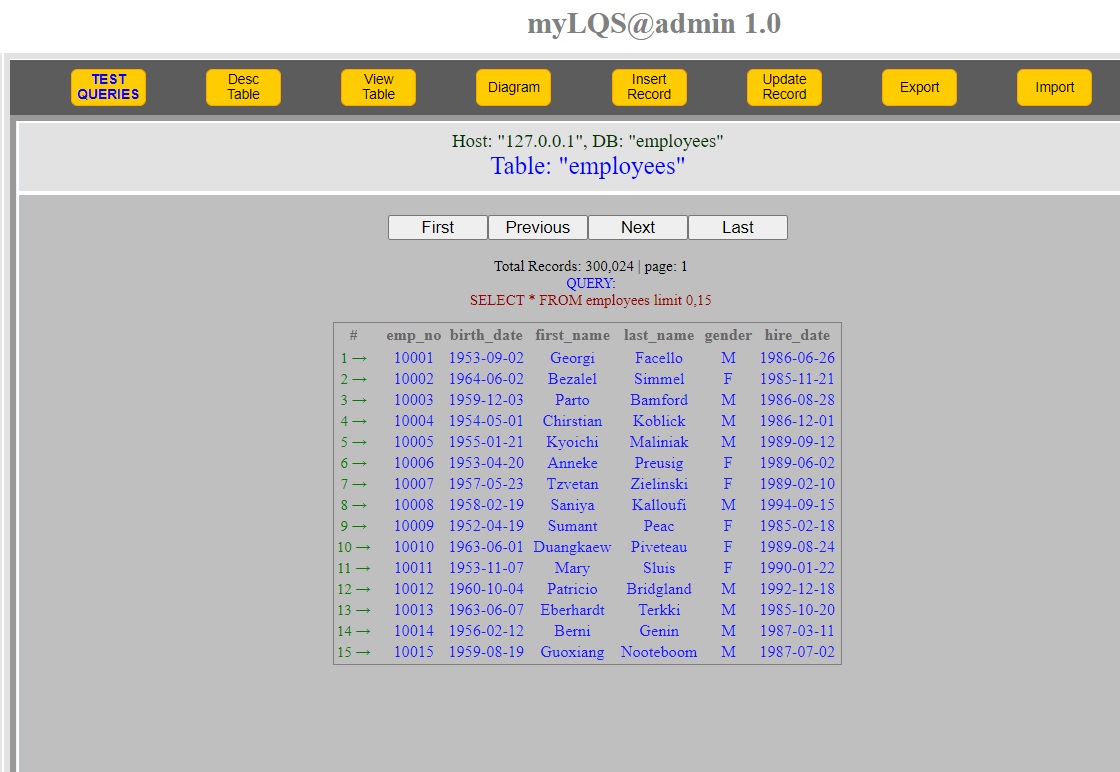 myLQS@admin 1.0
TEST QUERIES Desc Table View Table Diagram Insert Record Update Record Export Import
Host: "127.0.0.1", DB: "employees"
Table: "employees"
First Previous Next Last
Total Records: 300,024 | page: 1
QUERY:
SELECT * FROM employees limit 0,15
# emp_no birth_date first_name last_name gender hire_date
1 → 10001 1953-09-02 Georgi Facello M 1986-06-26
2 → 10002 1964-06-02 Bezalel Simmel F 1985-11-21
3 → 10003 1959-12-03 Parto Bamford M 1986-08-28
4 → 10004 1954-05-01 Chirstian Koblick M 1986-12-01
5 → 10005 1955-01-21 Kyoichi Maliniak M 1989-09-12
6 → 10006 1953-04-20 Anneke Preusig F 1989-06-02
7 → 10007 1957-05-23 Tzvetan Zielinski F 1989-02-10
8 → 10008 1958-02-19 Saniya Kalloufi M 1994-09-15
9 → 10009 1952-04-19 Sumant Peac F 1985-02-18
10 → 10010 1963-06-01 Duangkaew Piveteau F 1989-08-24
11 → 10011 1953-11-07 Mary Sluis F 1990-01-22
12 → 10012 1960-10-04 Patricio Bridgland M 1992-12-18
13 → 10013 1963-06-07 Eberhardt Terkki M 1985-10-20
14 → 10014 1956-02-12 Berni Genin M 1987-03-11
15 → 10015 1959-08-19 Guoxiang Nooteboom M 1987-07-02